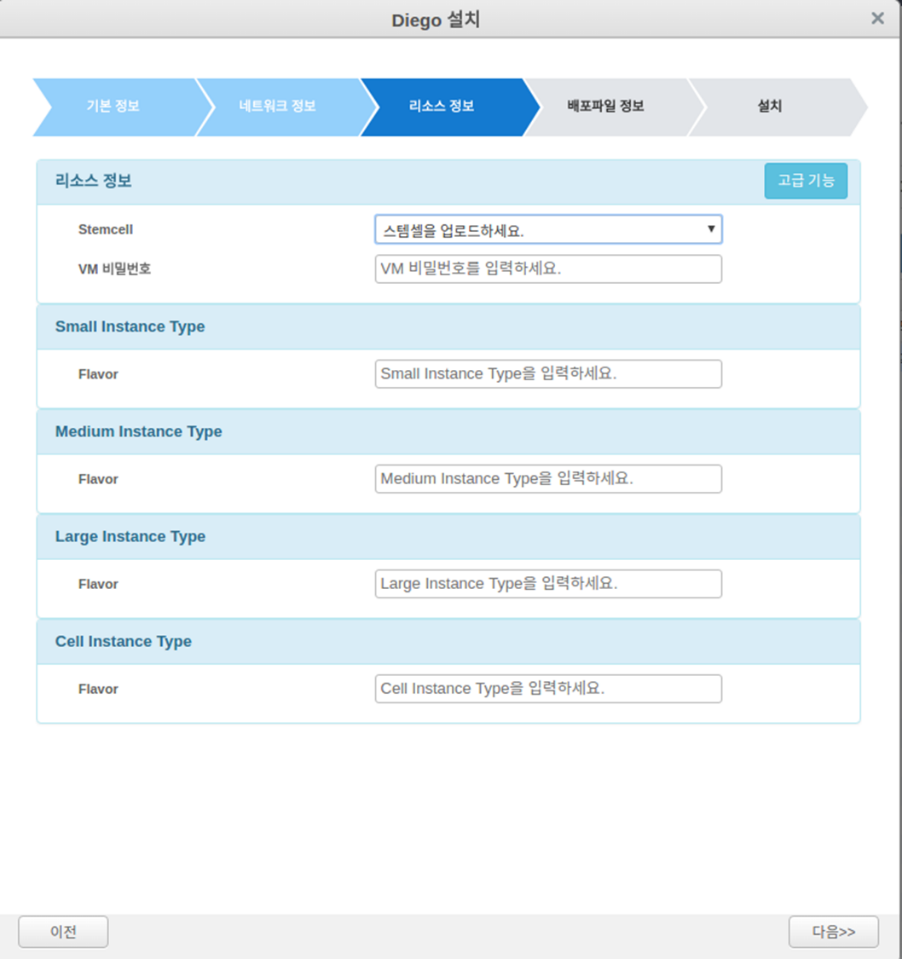 Diego 설치
×
기본 정보
네트워크 정보
리소스 정보
배포파일 정보
설치
리소스 정보
고급 기능
Stemcell
스템셀을 업로드하세요.
VM 비밀번호
VM 비밀번호를 입력하세요.
Small Instance Type
Flavor
Small Instance Type을 입력하세요.
Medium Instance Type
Flavor
Medium Instance Type을 입력하세요.
Large Instance Type
Flavor
Large Instance Type을 입력하세요.
Cell Instance Type
Flavor
Cell Instance Type을 입력하세요.
이전
다음>>